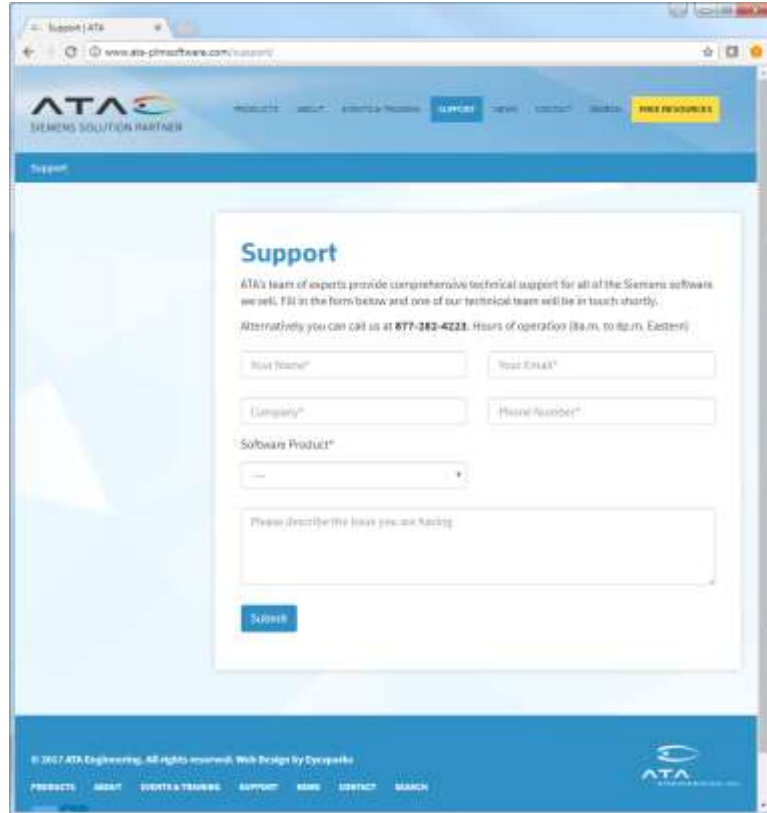 Support | ATA
www.ata-plmsoftware.com/support/
ATA
SIEMENS SOLUTION PARTNER
PRODUCTS ABOUT EVENTS & TRAINING SUPPORT NEWS CONTACT SEARCH FREE RESOURCES
Support
Support
ATA's team of experts provide comprehensive technical support for all of the Siemens software
we sell. Fill in the form below and one of our technical team will be in touch shortly.
Alternatively you can call us at 877-282-4223. Hours of operation (8a.m. to 8p.m. Eastern)
Your Name* Your Email*
Company* Phone Number*
Software Product*
---
Please describe the issue you are having
Submit
© 2017 ATA Engineering. All rights reserved. Web Design by Eyesparks
ATA
PRODUCTS ABOUT EVENTS & TRAINING SUPPORT NEWS CONTACT SEARCH